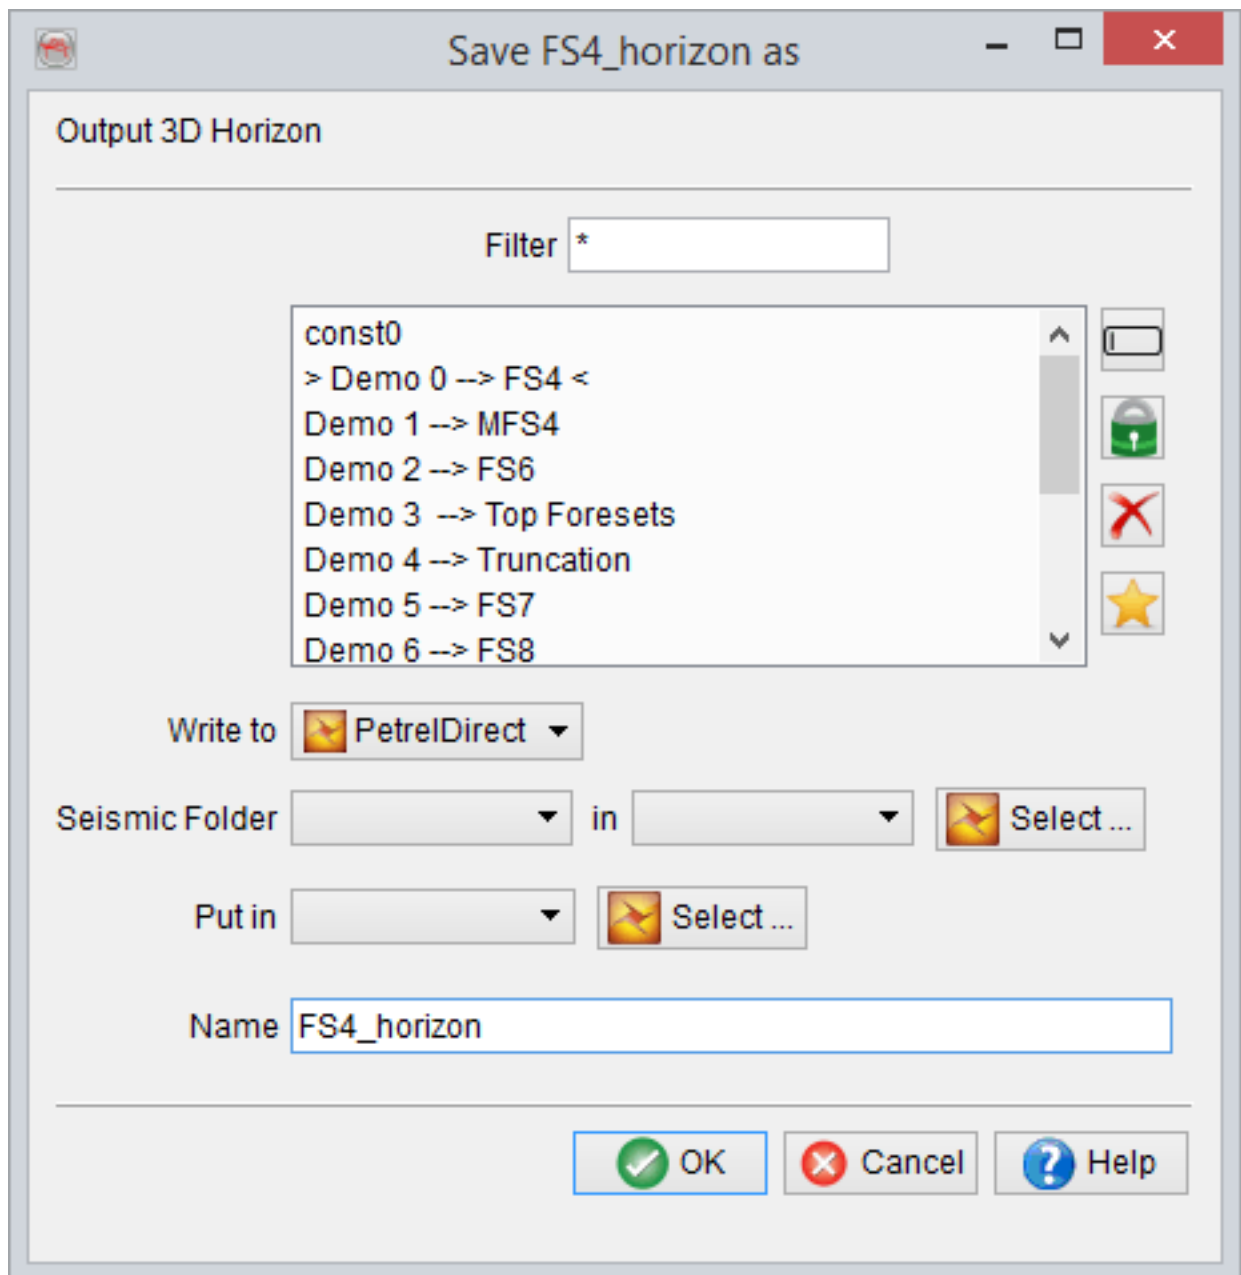 Save FS4_horizon as
Output 3D Horizon
Filter *
const0
> Demo 0 --> FS4 <
Demo 1 --> MFS4
Demo 2 --> FS6
Demo 3 --> Top Foresets
Demo 4 --> Truncation
Demo 5 --> FS7
Demo 6 --> FS8
Write to PetrelDirect
Seismic Folder in Select ...
Put in Select ...
Name FS4_horizon
OK Cancel Help